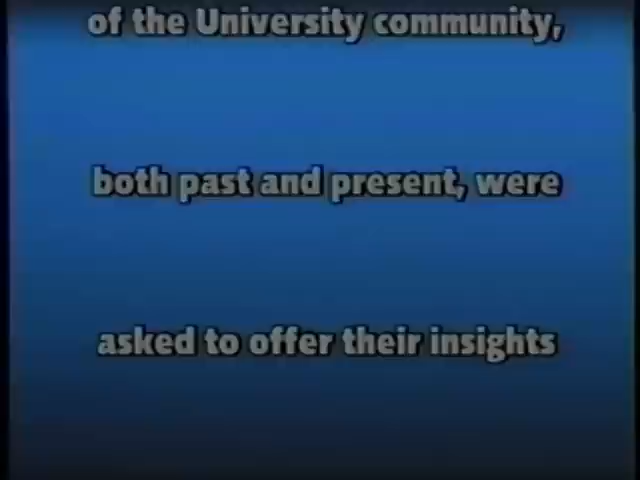 of the University community,
both past and present, were
asked to offer their insights